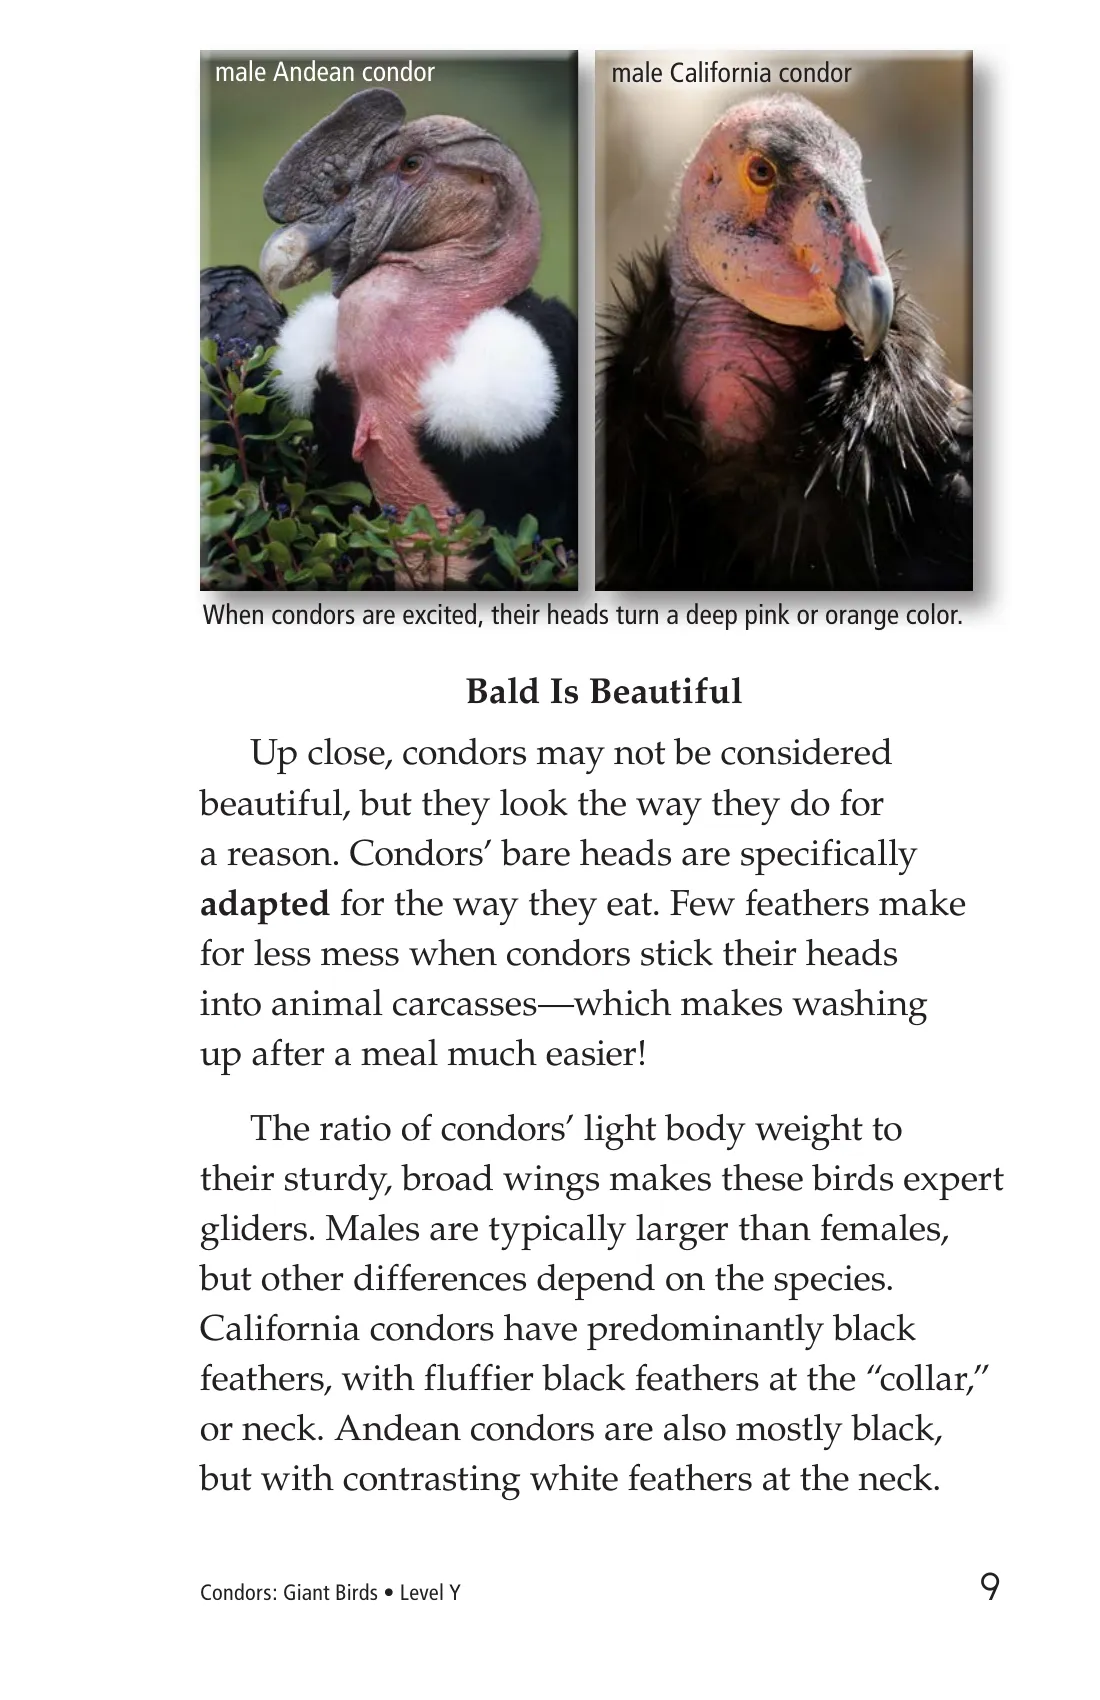 male Andean condor
male California condor
When condors are excited, their heads turn a deep pink or orange color.
Bald Is Beautiful
Up close, condors may not be considered
beautiful, but they look the way they do for
a reason. Condors’ bare heads are specifically
adapted for the way they eat. Few feathers make
for less mess when condors stick their heads
into animal carcasses—which makes washing
up after a meal much easier!
The ratio of condors’ light body weight to
their sturdy, broad wings makes these birds expert
gliders. Males are typically larger than females,
but other differences depend on the species.
California condors have predominantly black
feathers, with fluffier black feathers at the “collar,”
or neck. Andean condors are also mostly black,
but with contrasting white feathers at the neck.
Condors: Giant Birds • Level Y
9